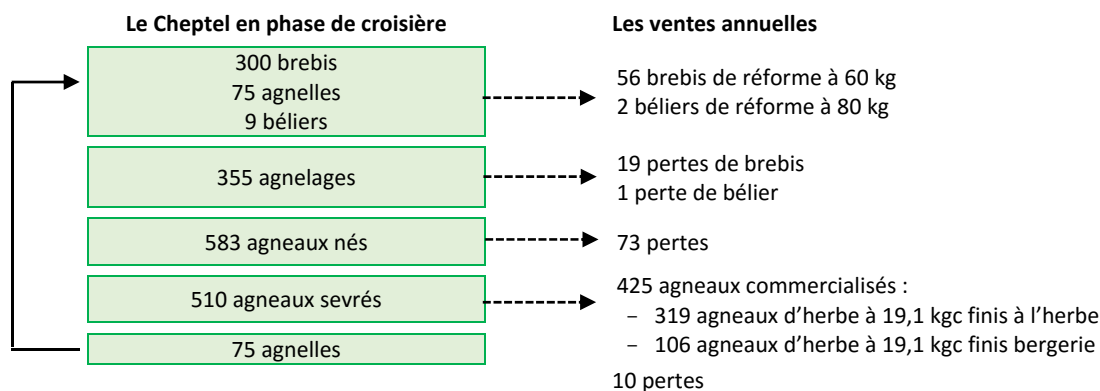 Le Cheptel en phase de croisière
Les ventes annuelles
300 brebis
75 agnelles
9 béliers
56 brebis de réforme à 60 kg
2 béliers de réforme à 80 kg
355 agnelages
19 pertes de brebis
1 perte de bélier
583 agneaux nés
73 pertes
510 agneaux sevrés
425 agneaux commercialisés :
− 319 agneaux d’herbe à 19,1 kgc finis à l’herbe
− 106 agneaux d’herbe à 19,1 kgc finis bergerie
75 agnelles
10 pertes